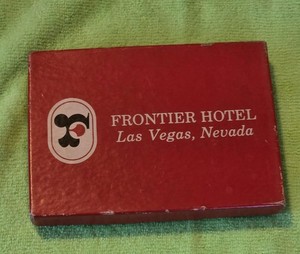 F
FRONTIER HOTEL
Las Vegas, Nevada